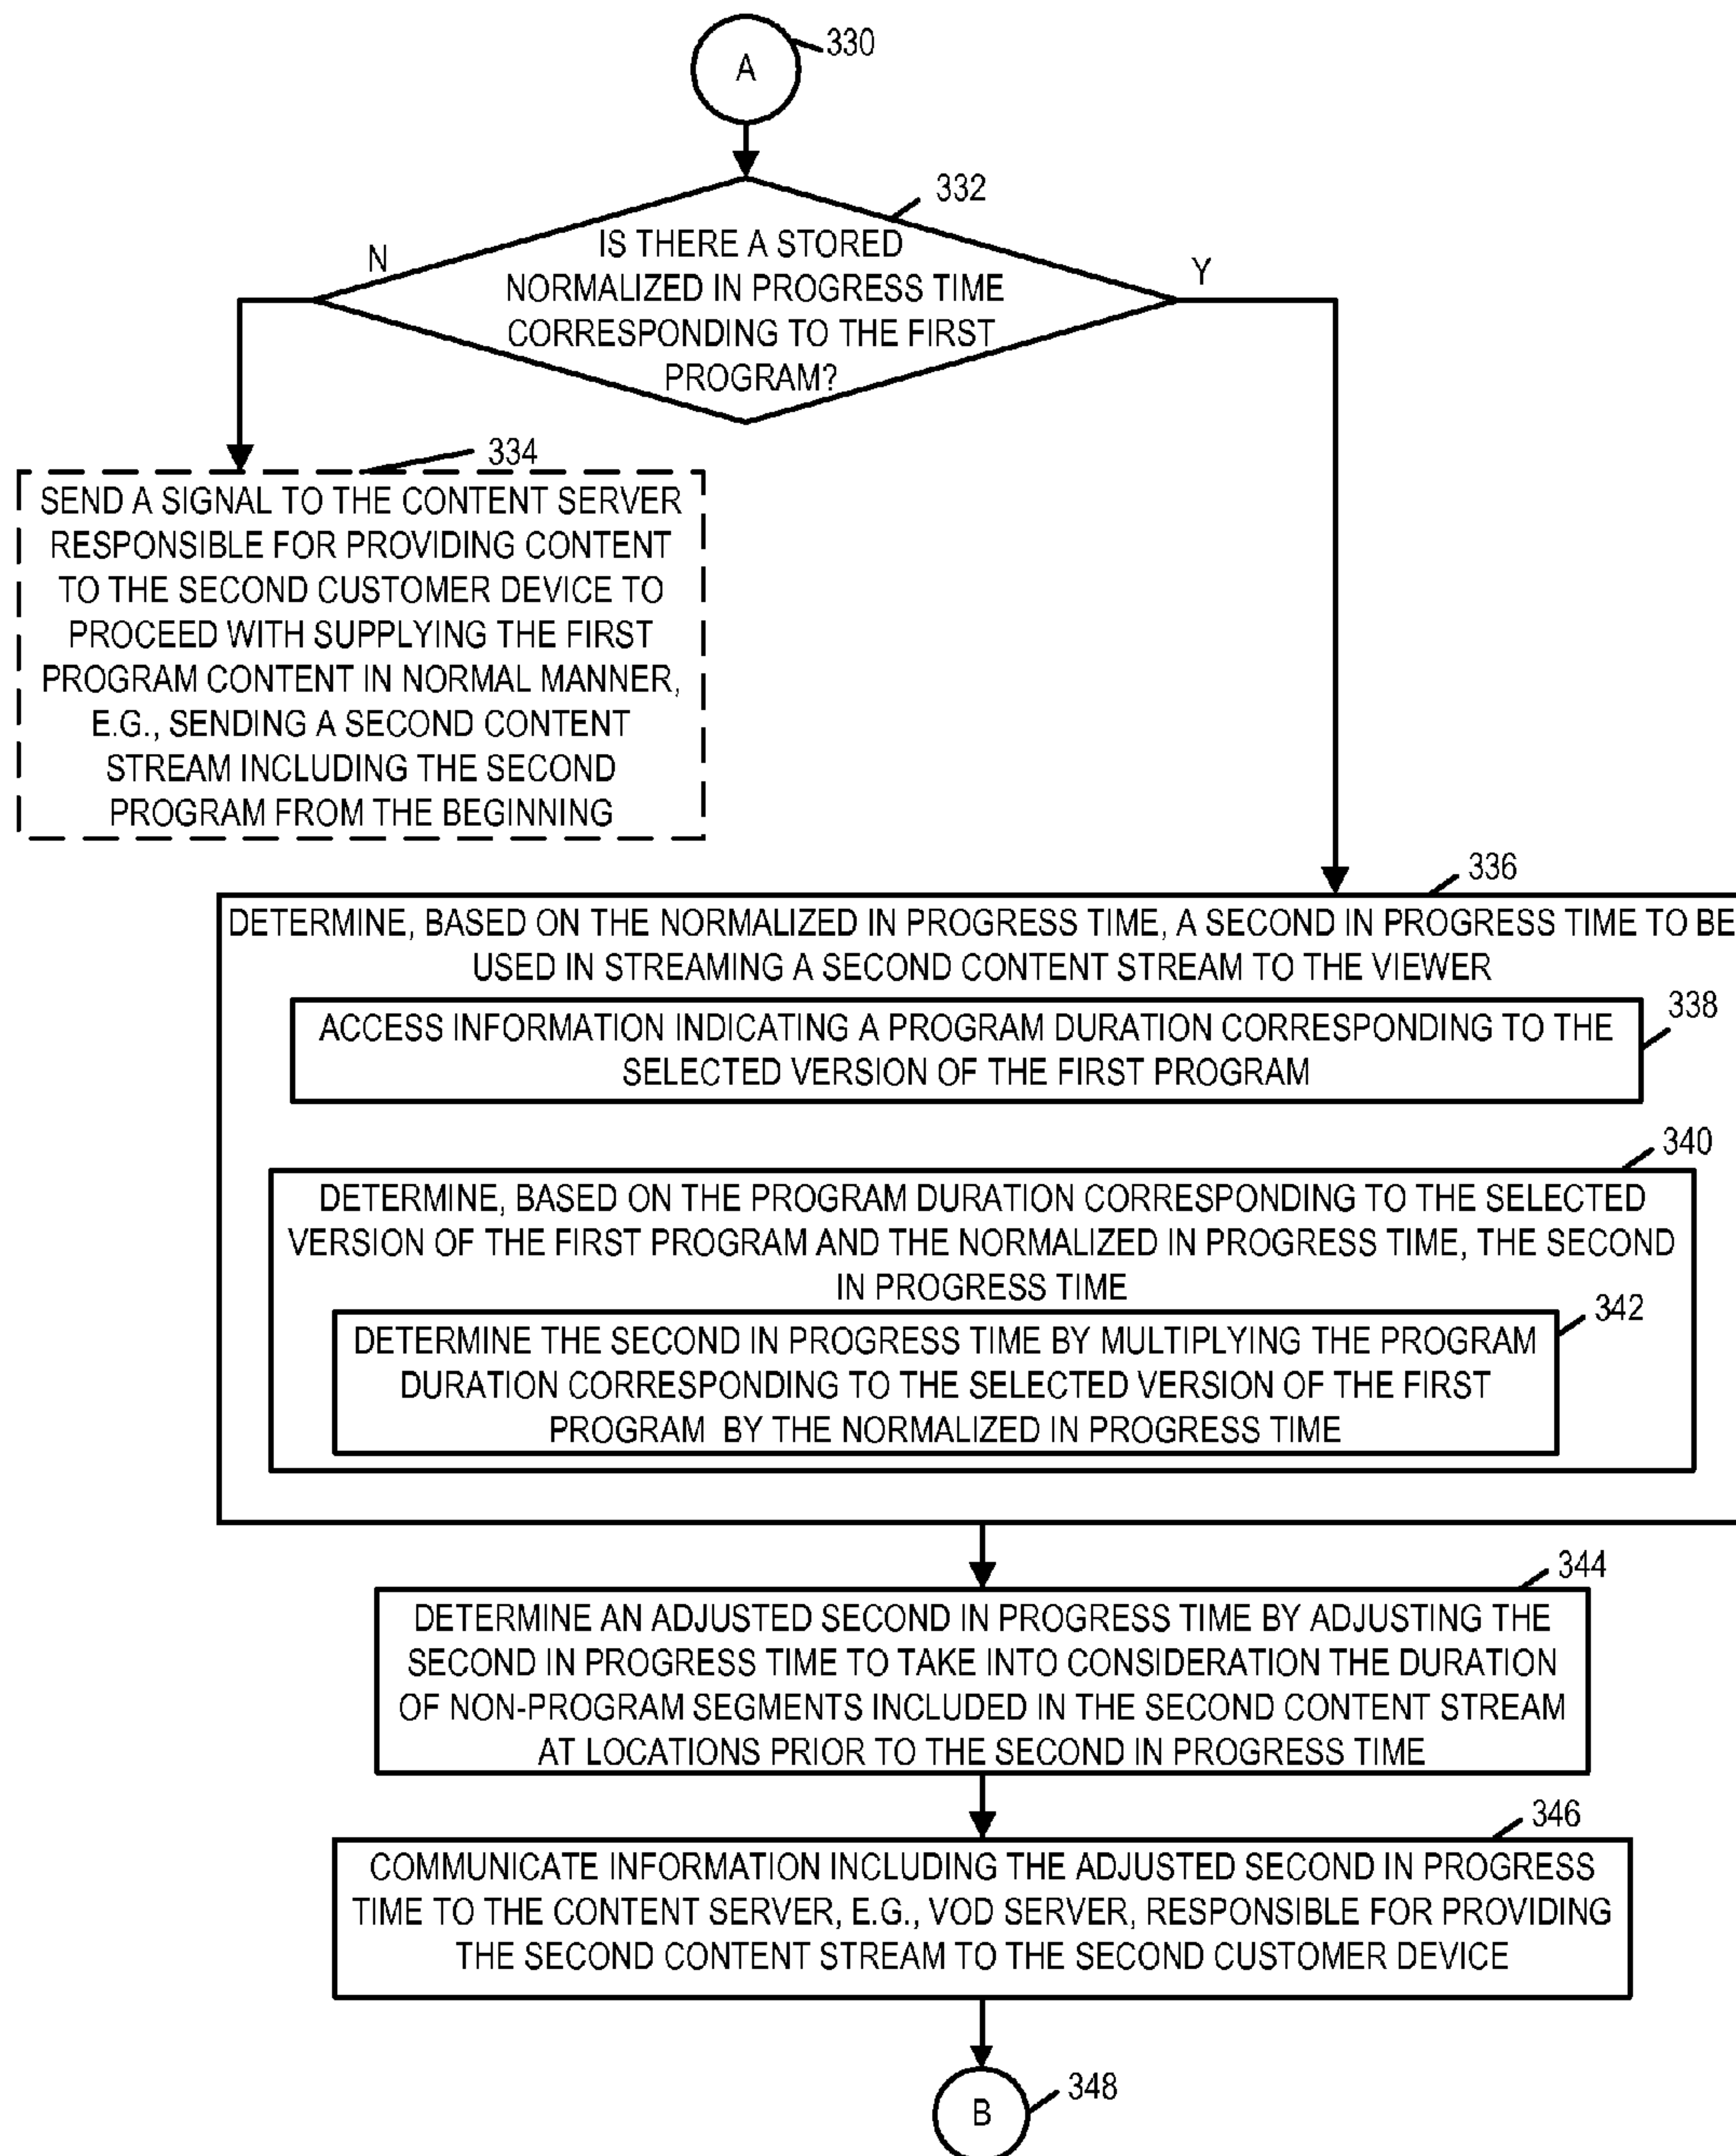 330
A
332
IS THERE A STORED
NORMALIZED IN PROGRESS TIME
CORRESPONDING TO THE FIRST
PROGRAM?
N
Y
334
SEND A SIGNAL TO THE CONTENT SERVER
RESPONSIBLE FOR PROVIDING CONTENT
TO THE SECOND CUSTOMER DEVICE TO
PROCEED WITH SUPPLYING THE FIRST
PROGRAM CONTENT IN NORMAL MANNER,
E.G., SENDING A SECOND CONTENT
STREAM INCLUDING THE SECOND
PROGRAM FROM THE BEGINNING
336
DETERMINE, BASED ON THE NORMALIZED IN PROGRESS TIME, A SECOND IN PROGRESS TIME TO BE
USED IN STREAMING A SECOND CONTENT STREAM TO THE VIEWER
338
ACCESS INFORMATION INDICATING A PROGRAM DURATION CORRESPONDING TO THE
SELECTED VERSION OF THE FIRST PROGRAM
340
DETERMINE, BASED ON THE PROGRAM DURATION CORRESPONDING TO THE SELECTED
VERSION OF THE FIRST PROGRAM AND THE NORMALIZED IN PROGRESS TIME, THE SECOND
IN PROGRESS TIME
342
DETERMINE THE SECOND IN PROGRESS TIME BY MULTIPLYING THE PROGRAM
DURATION CORRESPONDING TO THE SELECTED VERSION OF THE FIRST
PROGRAM BY THE NORMALIZED IN PROGRESS TIME
344
DETERMINE AN ADJUSTED SECOND IN PROGRESS TIME BY ADJUSTING THE
SECOND IN PROGRESS TIME TO TAKE INTO CONSIDERATION THE DURATION
OF NON-PROGRAM SEGMENTS INCLUDED IN THE SECOND CONTENT STREAM
AT LOCATIONS PRIOR TO THE SECOND IN PROGRESS TIME
346
COMMUNICATE INFORMATION INCLUDING THE ADJUSTED SECOND IN PROGRESS
TIME TO THE CONTENT SERVER, E.G., VOD SERVER, RESPONSIBLE FOR PROVIDING
THE SECOND CONTENT STREAM TO THE SECOND CUSTOMER DEVICE
B
348